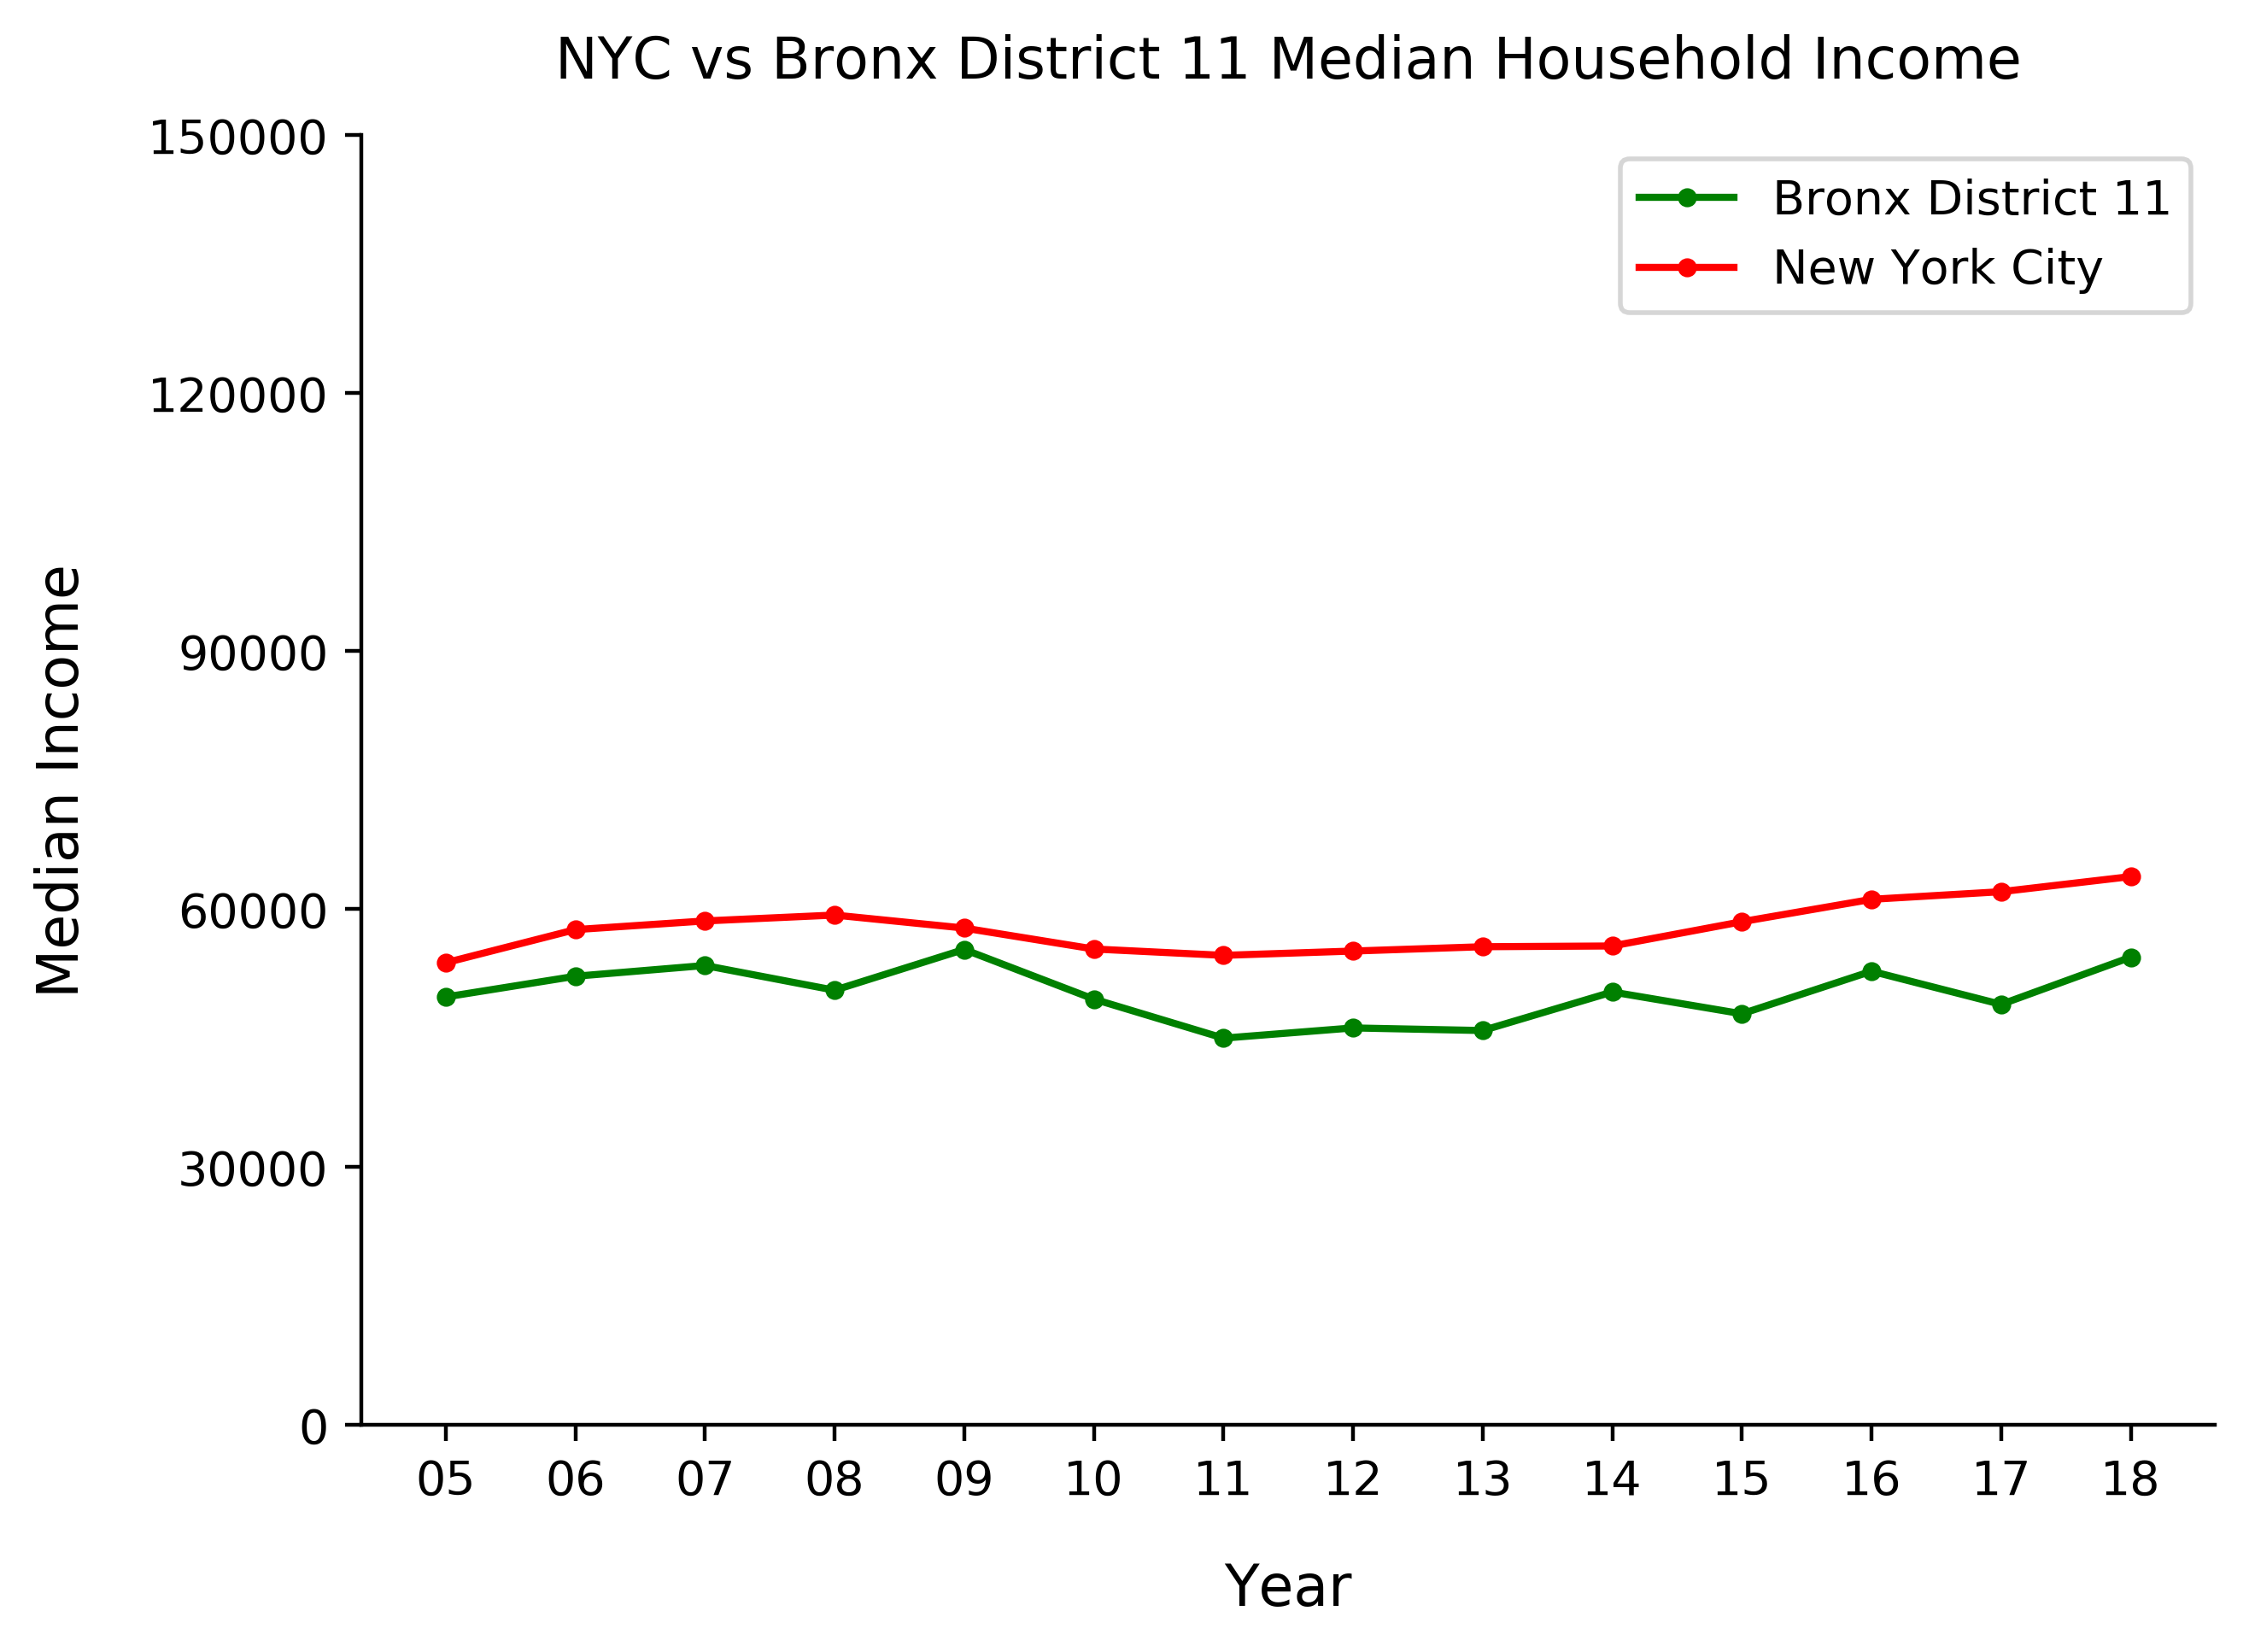 NYC vs Bronx District 11 Median Household Income
150000
120000
90000
60000
30000
0
Median Income
Bronx District 11
New York City
05 06 07 08 09 10 11 12 13 14 15 16 17 18
Year